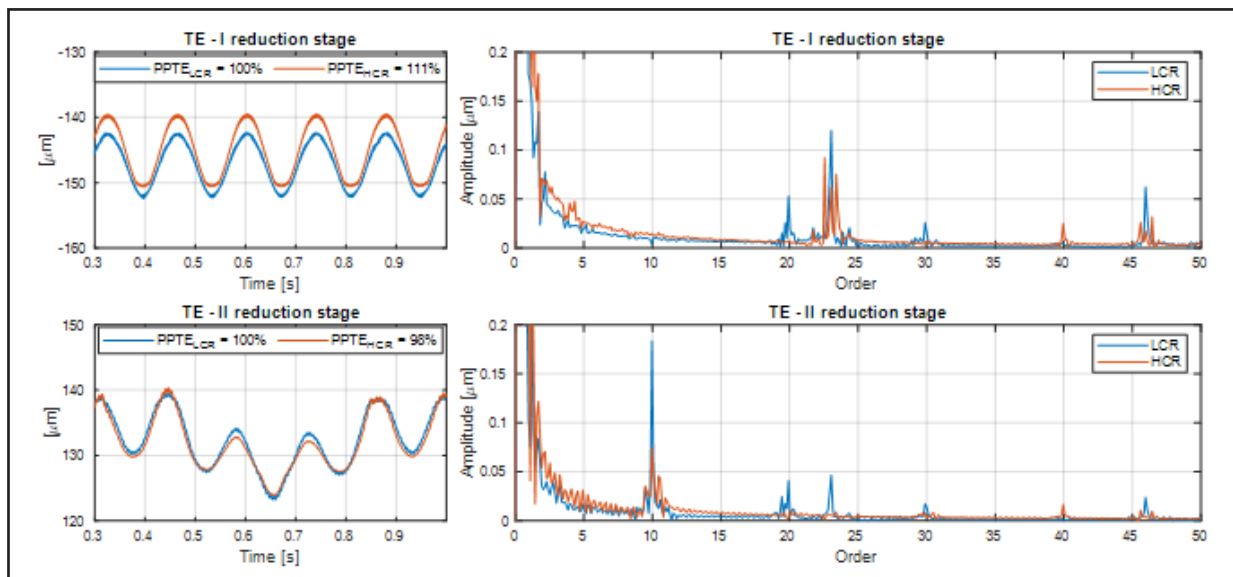 TE - I reduction stage
PPTE_LCR = 100% PPTE_HCR = 111%
[μm]
-130
-140
-150
-160
0.3 0.4 0.5 0.6 0.7 0.8 0.9
Time [s]
TE - I reduction stage
LCR
HCR
Amplitude [μm]
0.2
0.15
0.1
0.05
0
0 5 10 15 20 25 30 35 40 45 50
Order
TE - II reduction stage
PPTE_LCR = 100% PPTE_HCR = 98%
[μm]
150
140
130
120
0.3 0.4 0.5 0.6 0.7 0.8 0.9
Time [s]
TE - II reduction stage
LCR
HCR
Amplitude [μm]
0.2
0.15
0.1
0.05
0
0 5 10 15 20 25 30 35 40 45 50
Order